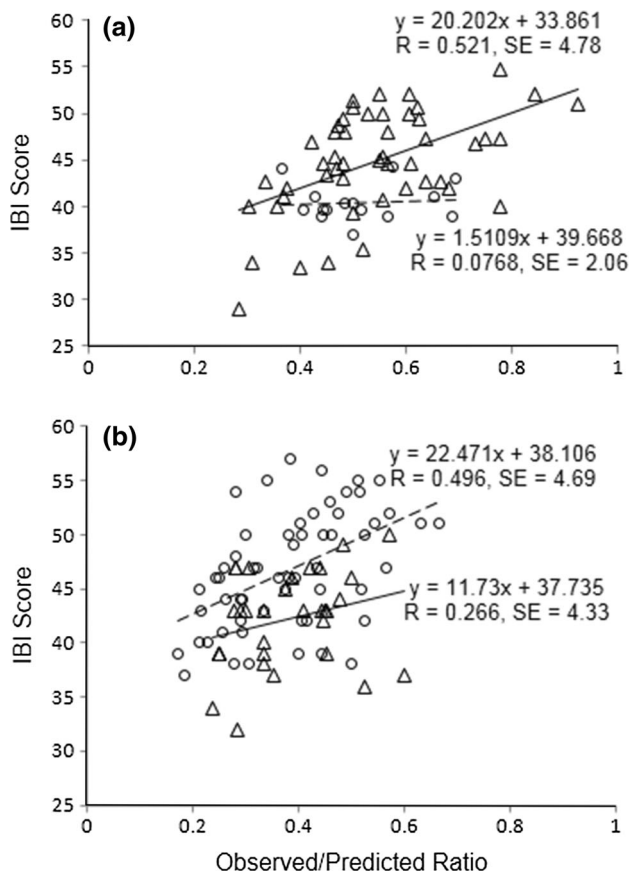 (a)
y = 20.202x + 33.861
R = 0.521, SE = 4.78
60
55
50
45
40
35
30
25
IBI Score
y = 1.5109x + 39.668
R = 0.0768, SE = 2.06
0
0.2
0.4
0.6
0.8
1
(b)
y = 22.471x + 38.106
R = 0.496, SE = 4.69
60
55
50
45
40
35
30
25
IBI Score
y = 11.73x + 37.735
R = 0.266, SE = 4.33
0
0.2
0.4
0.6
0.8
1
Observed/Predicted Ratio